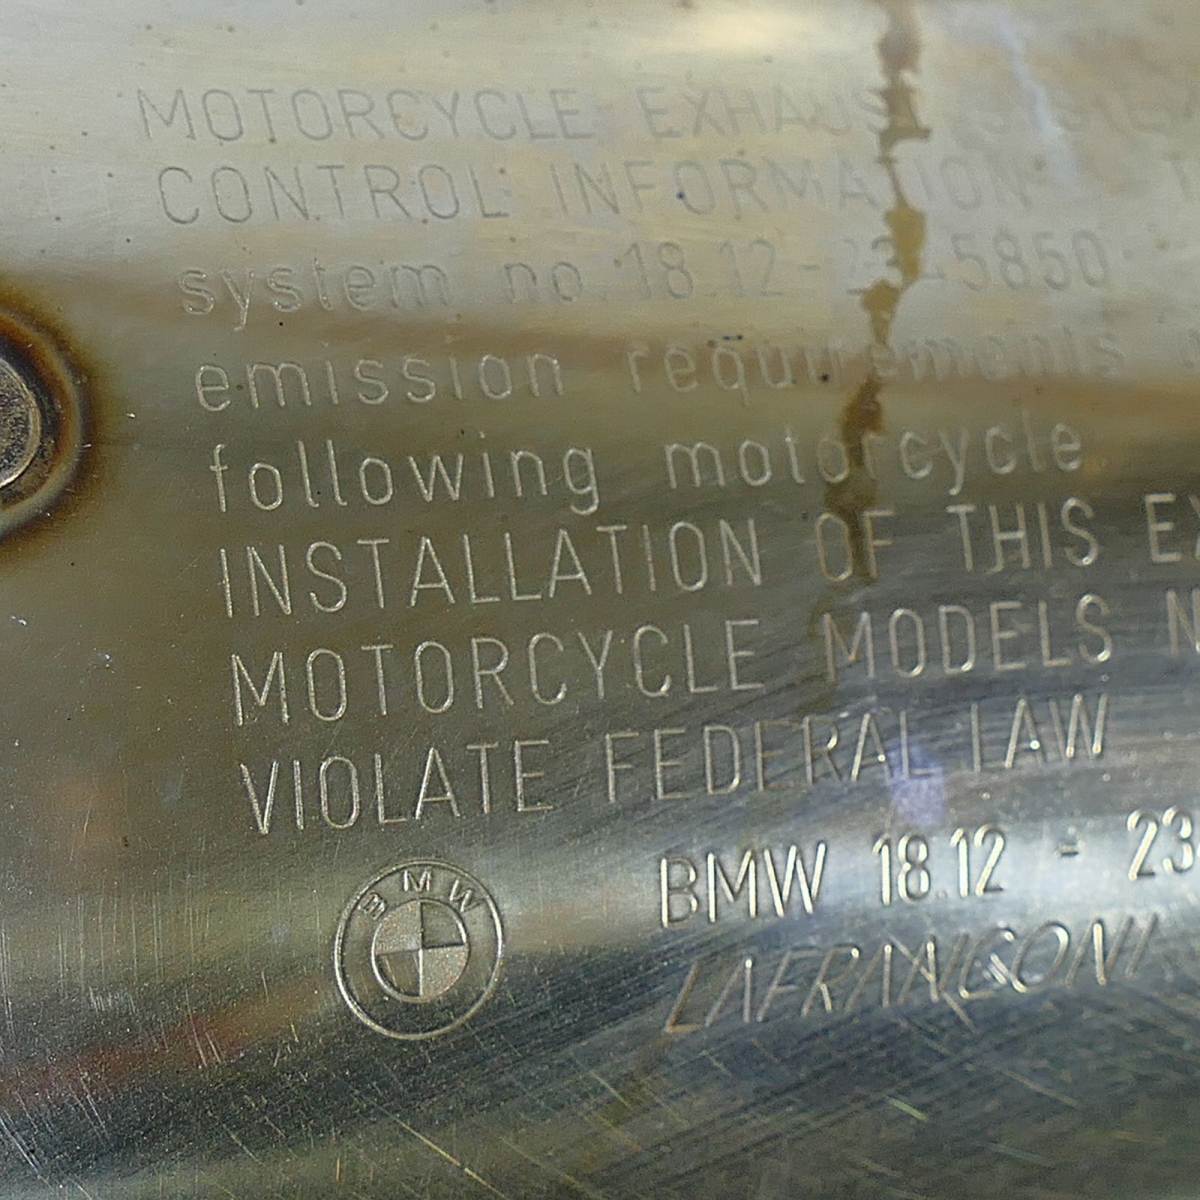 MOTORCYCLE EXHAUST SYSTEM
CONTROL INFORMATION
system no. 18.12-
emission requirements
following motorcycle
INSTALLATION OF THIS
MOTORCYCLE MODELS
VIOLATE FEDERAL LAW
BMW
BMW 18.12 - 23
LAFRANCONI